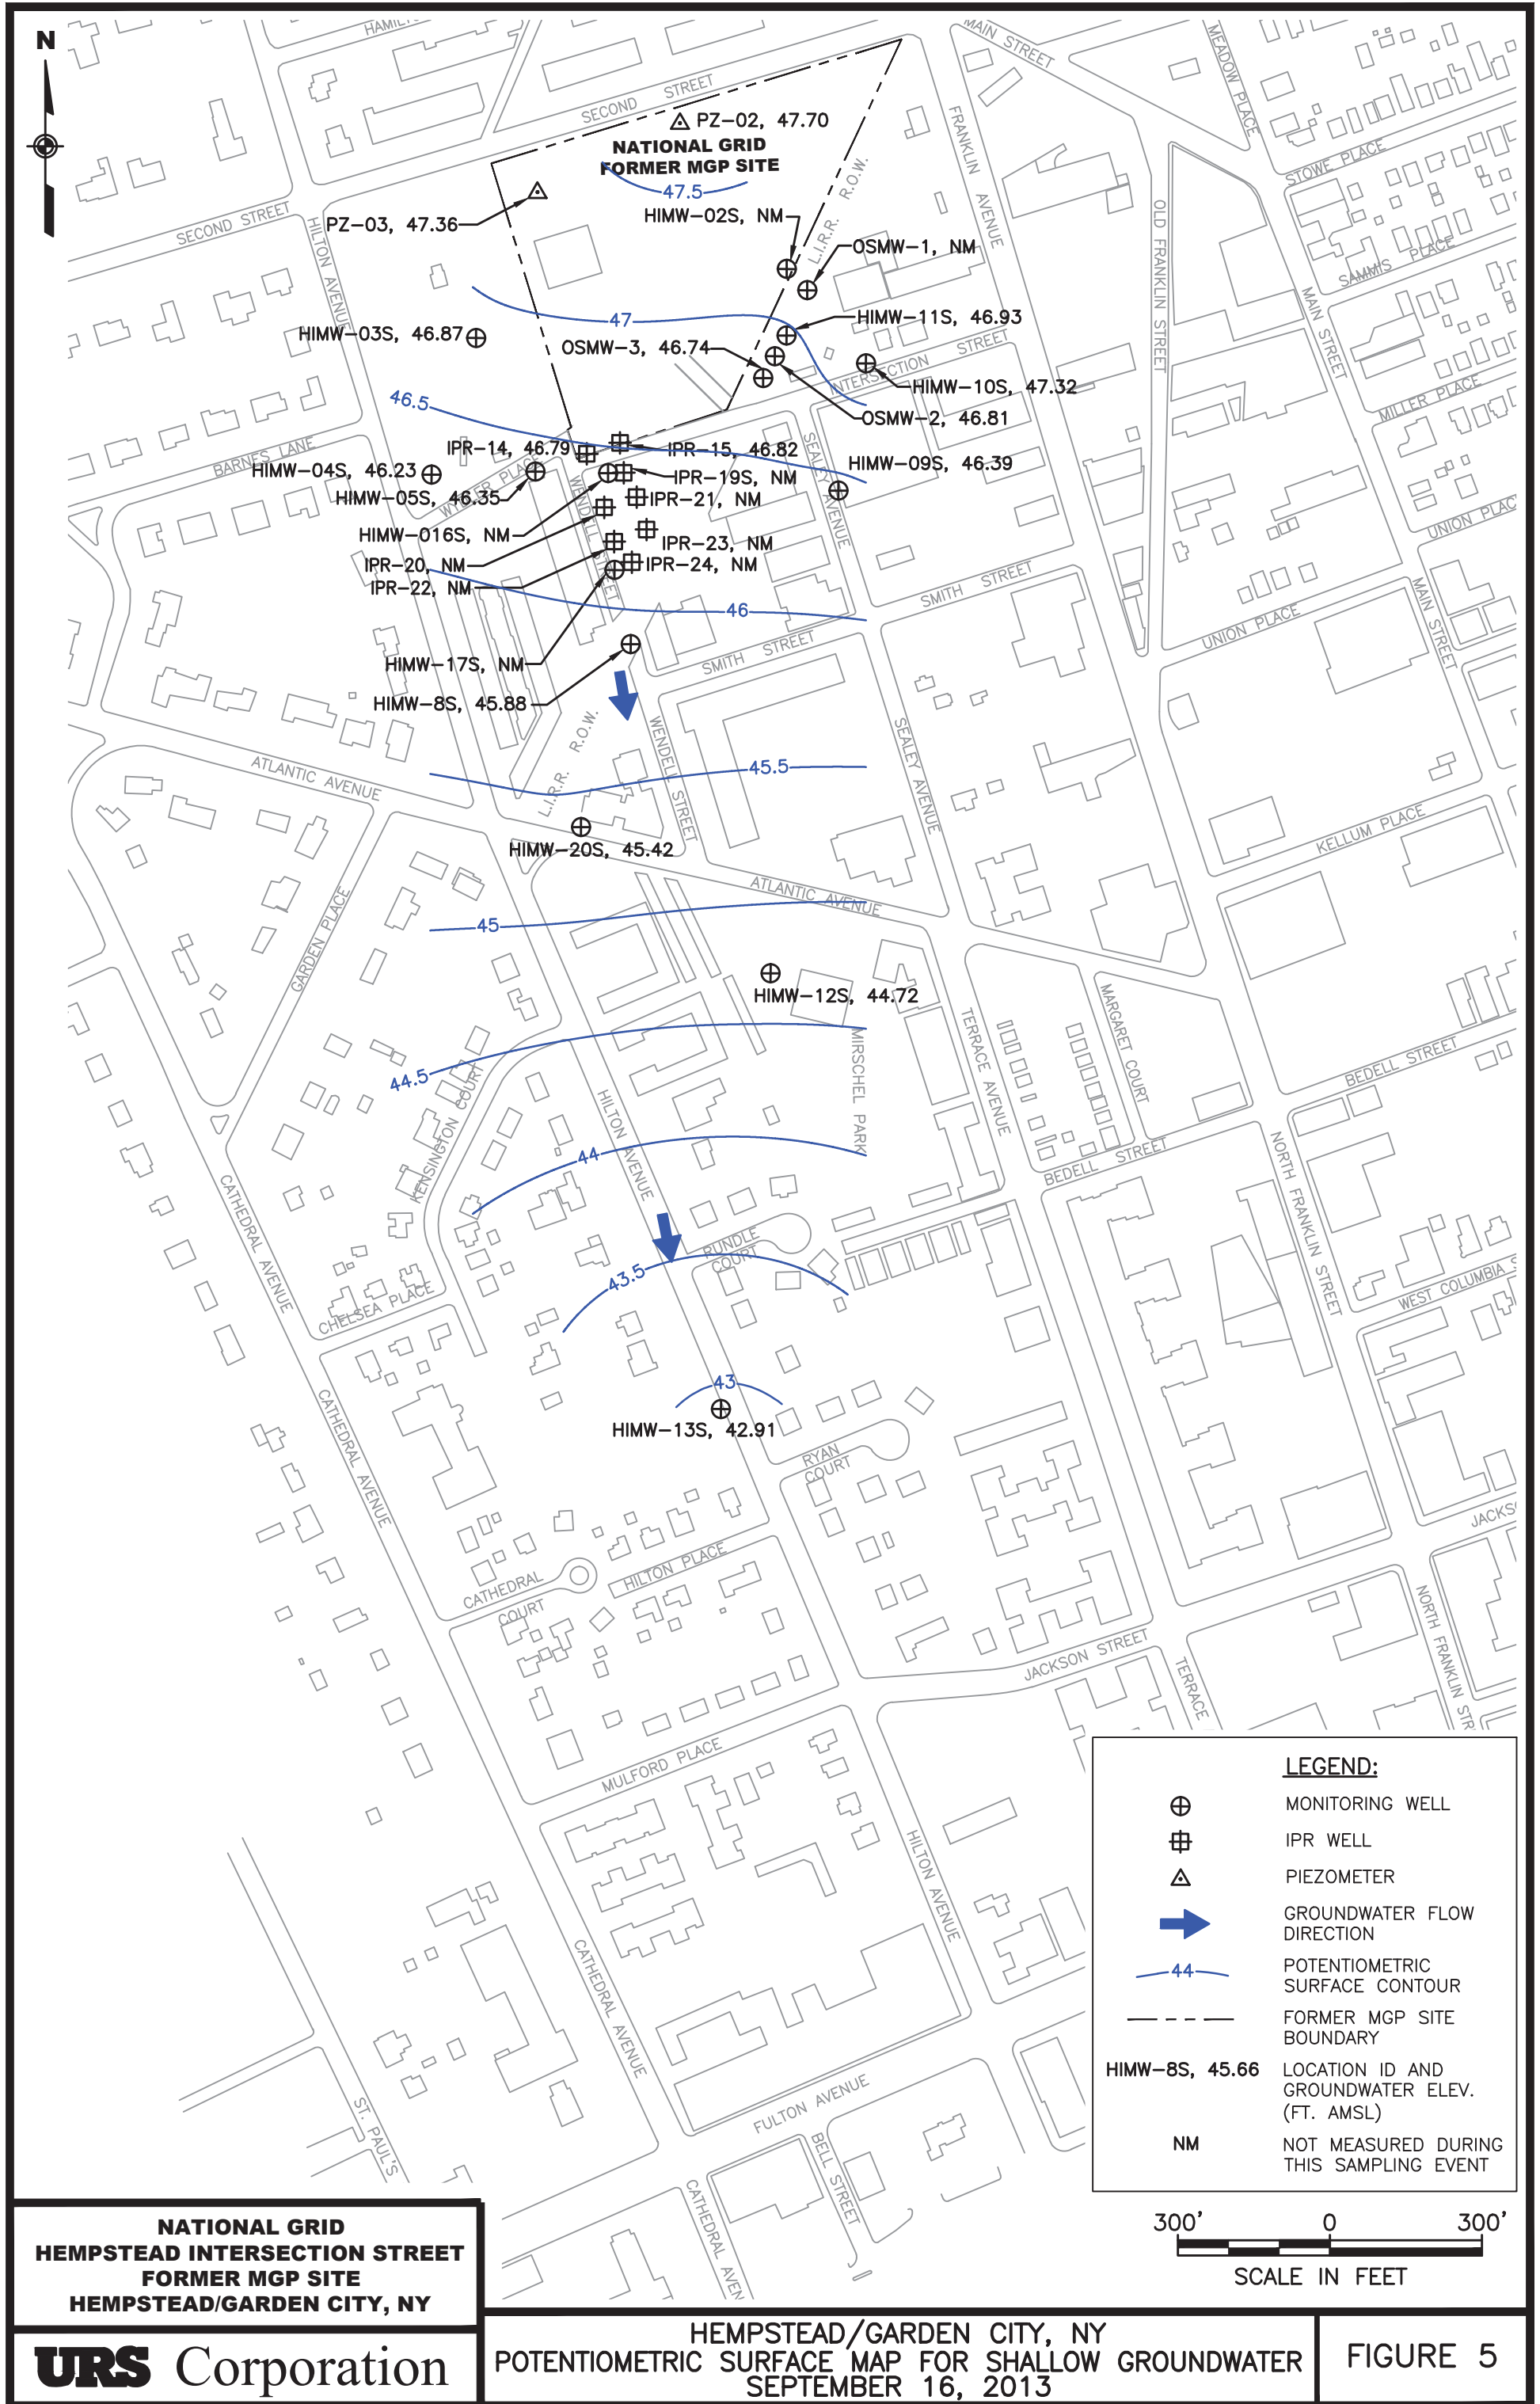 N
HAMIL
SECOND STREET
MAIN STREET
MEADOW PLACE
PZ-02, 47.70
NATIONAL GRID
FORMER MGP SITE
47.5
FRANKLIN AVENUE
STOWE PLACE
PZ-03, 47.36
HIMW-02S, NM
L.I.R.R. R.O.W.
OSMW-1, NM
SECOND STREET
HILTON AVENUE
OLD FRANKLIN STREET
SAMMIS PLACE
MAIN STREET
47
HIMW-11S, 46.93
HIMW-03S, 46.87
OSMW-3, 46.74
INTERSECTION STREET
HIMW-10S, 47.32
46.5
OSMW-2, 46.81
MILLER PLACE
BARNES LANE
IPR-14, 46.79
IPR-15, 46.82
SEALEY AVENUE
HIMW-04S, 46.23
HIMW-09S, 46.39
IPR-19S, NM
HIMW-05S, 46.35
WYDLER PLACE
IPR-21, NM
WENDELL STREET
UNION PLAC
HIMW-016S, NM
IPR-23, NM
IPR-20, NM
IPR-24, NM
IPR-22, NM
SMITH STREET
46
UNION PLACE
MAIN STREET
HIMW-17S, NM
SMITH STREET
HIMW-8S, 45.88
L.I.R.R. R.O.W.
WENDELL STREET
SEALEY AVENUE
45.5
ATLANTIC AVENUE
HIMW-20S, 45.42
KELLUM PLACE
ATLANTIC AVENUE
45
GARDEN PLACE
HIMW-12S, 44.72
MARGARET COURT
TERRACE AVENUE
MIRSCHEL PARK
44.5
KENSINGTON COURT
HILTON AVENUE
BEDELL STREET
44
BEDELL STREET
CATHEDRAL AVENUE
NORTH FRANKLIN STREET
RUNDLE
COURT
43.5
CHELSEA PLACE
WEST COLUMBIA S
43
HIMW-13S, 42.91
CATHEDRAL AVENUE
RYAN
COURT
JACKS
CATHEDRAL
COURT
HILTON PLACE
NORTH FRANKLIN STR
JACKSON STREET
TERRACE
MULFORD PLACE
HILTON AVENUE
CATHEDRAL AVENUE
FULTON AVENUE
ST. PAUL'S
BELL STREET
CATHEDRAL AVEN
LEGEND:
MONITORING WELL
IPR WELL
PIEZOMETER
GROUNDWATER FLOW
DIRECTION
44
POTENTIOMETRIC
SURFACE CONTOUR
FORMER MGP SITE
BOUNDARY
HIMW-8S, 45.66
LOCATION ID AND
GROUNDWATER ELEV.
(FT. AMSL)
NM
NOT MEASURED DURING
THIS SAMPLING EVENT
300' 0 300'
SCALE IN FEET
NATIONAL GRID
HEMPSTEAD INTERSECTION STREET
FORMER MGP SITE
HEMPSTEAD/GARDEN CITY, NY
URS Corporation
HEMPSTEAD/GARDEN CITY, NY
POTENTIOMETRIC SURFACE MAP FOR SHALLOW GROUNDWATER
SEPTEMBER 16, 2013
FIGURE 5